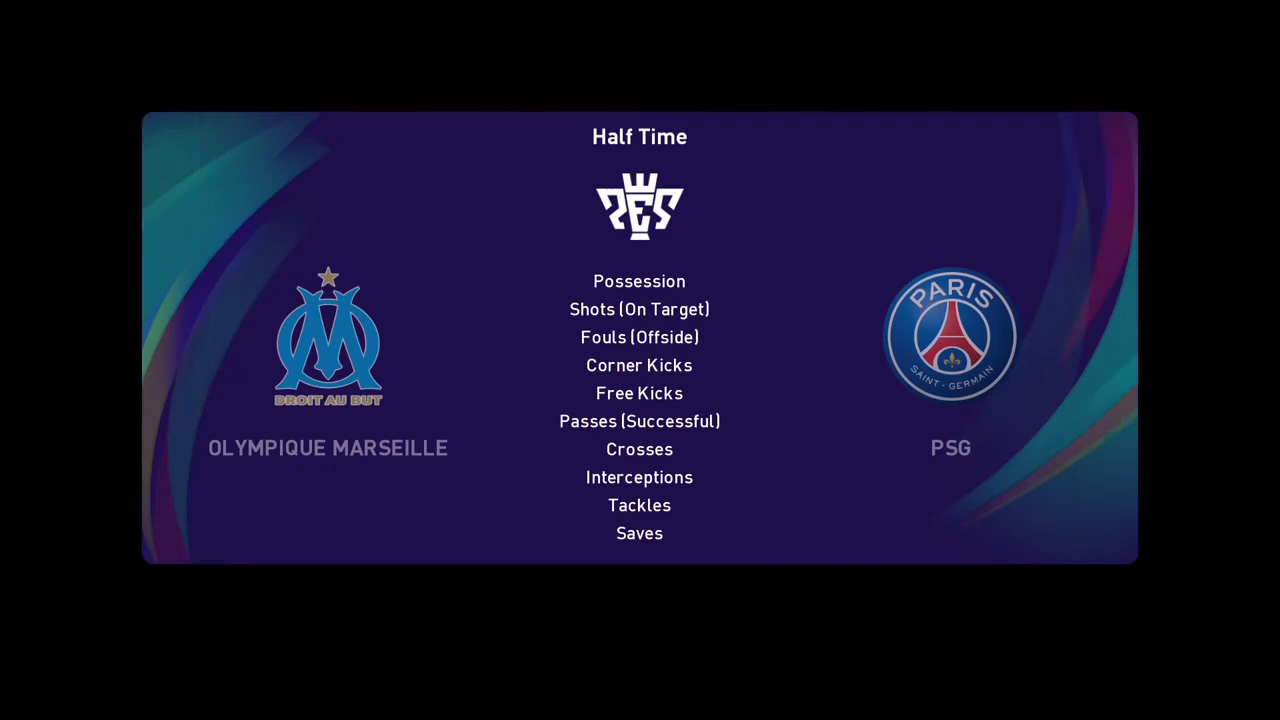 Half Time
PES
Possession
Shots (On Target)
Fouls (Offside)
Corner Kicks
Free Kicks
Passes (Successful)
Crosses
Interceptions
Tackles
Saves
DROIT AU BUT
OLYMPIQUE MARSEILLE
PARIS
SAINT-GERMAIN
PSG